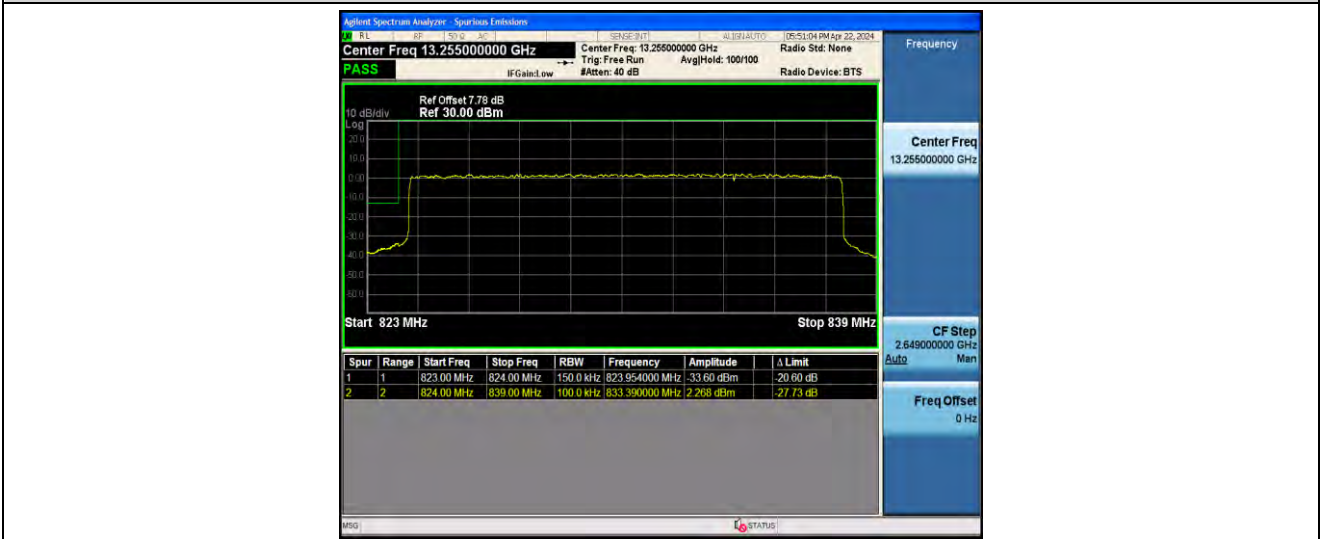 Agilent Spectrum Analyzer - Spurious Emissions
RL RF 50 Ω AC SENSE:INT ALIGNAUTO 05:51:04 PM Apr 22, 2024
Center Freq 13.255000000 GHz Center Freq: 13.255000000 GHz Radio Std: None
Trig: Free Run Avg|Hold: 100/100
PASS IFGain:Low #Atten: 40 dB Radio Device: BTS
Frequency
Ref Offset 7.78 dB
10 dB/div Ref 30.00 dBm
Log
20.0
10.0
0.00
-10.0
-20.0
-30.0
-40.0
-50.0
-60.0
Start 823 MHz Stop 839 MHz
Center Freq
13.255000000 GHz
CF Step
2.649000000 GHz
Auto Man
Freq Offset
0 Hz
Spur Range Start Freq Stop Freq RBW Frequency Amplitude Δ Limit
1 1 823.00 MHz 824.00 MHz 150.0 kHz 823.954000 MHz -33.60 dBm -20.60 dB
2 2 824.00 MHz 839.00 MHz 100.0 kHz 833.390000 MHz 2.268 dBm -27.73 dB
MSG STATUS